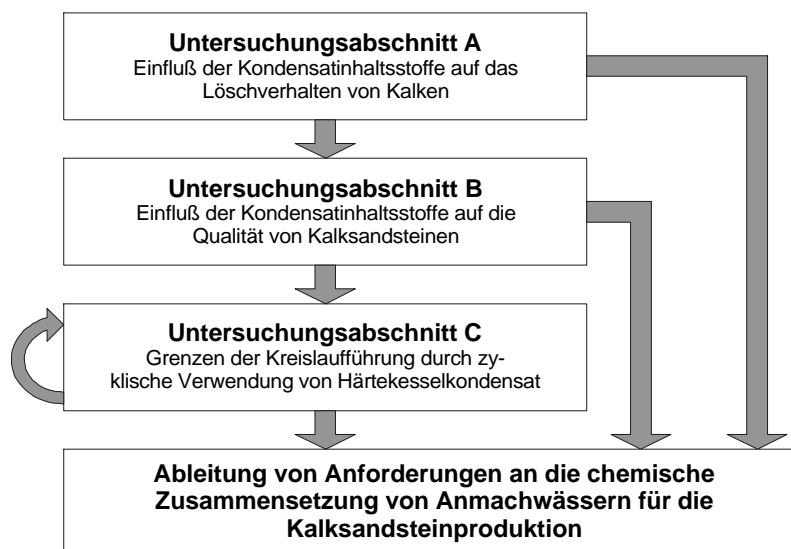 Untersuchungsabschnitt A
Einfluß der Kondensatinhaltsstoffe auf das
Löschverhalten von Kalken
Untersuchungsabschnitt B
Einfluß der Kondensatinhaltsstoffe auf die
Qualität von Kalksandsteinen
Untersuchungsabschnitt C
Grenzen der Kreislaufführung durch zy-
klische Verwendung von Härtekesselkondensat
Ableitung von Anforderungen an die chemische
Zusammensetzung von Anmachwässern für die
Kalksandsteinproduktion